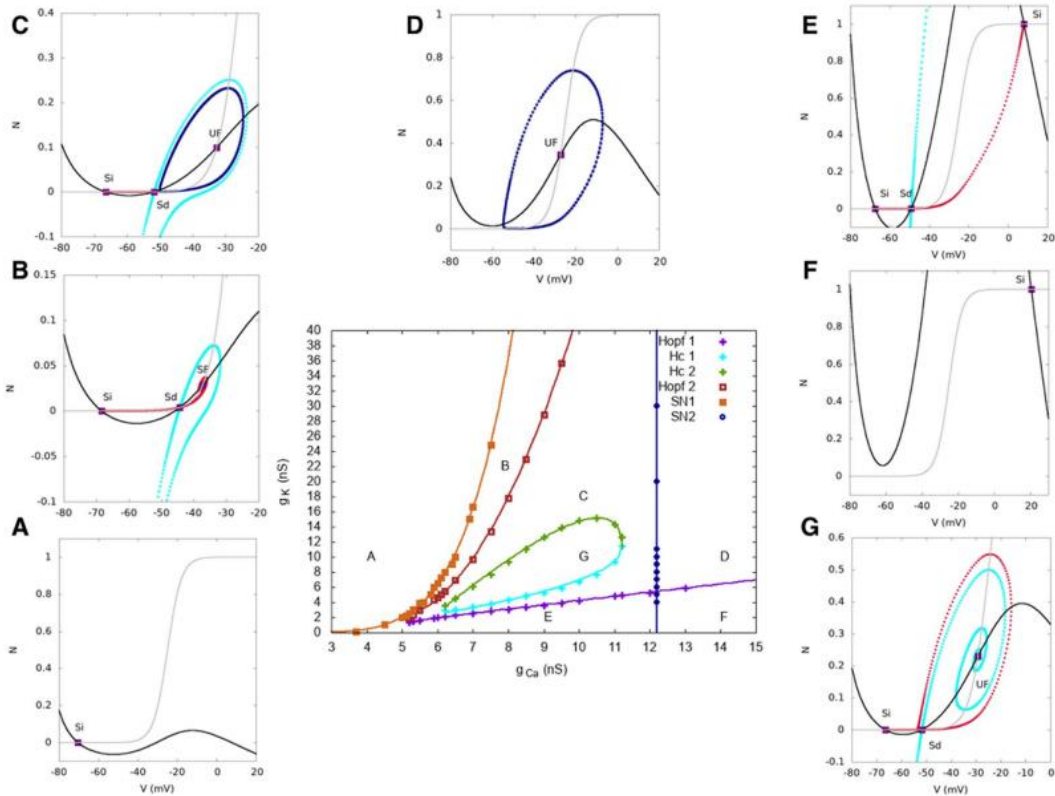 C
0.4
0.3
0.2
0.1
0
-0.1
N
Si
Sd
UF
-80 -70 -60 -50 -40 -30 -20
V (mV)
D
1
0.8
0.6
0.4
0.2
0
N
UF
-80 -60 -40 -20 0 20
V (mV)
E
1
0.8
0.6
0.4
0.2
0
N
Si
Sd
Si
-80 -60 -40 -20 0 20
V (mV)
B
0.15
0.1
0.05
0
-0.05
-0.1
N
Si
Sd
SF
-80 -70 -60 -50 -40 -30 -20
V (mV)
40
38
36
34
32
30
28
26
24
22
20
18
16
14
12
10
8
6
4
2
0
g K (nS)
Hopf 1
Hc 1
Hc 2
Hopf 2
SN1
SN2
A
B
C
G
D
E
F
3 4 5 6 7 8 9 10 11 12 13 14 15
g Ca (nS)
F
1
0.8
0.6
0.4
0.2
0
N
Si
-80 -60 -40 -20 0 20
V (mV)
A
1
0.8
0.6
0.4
0.2
0
N
Si
-80 -60 -40 -20 0 20
V (mV)
G
0.6
0.5
0.4
0.3
0.2
0.1
0
-0.1
N
Si
Sd
UF
-80 -70 -60 -50 -40 -30 -20 -10 0
V (mV)